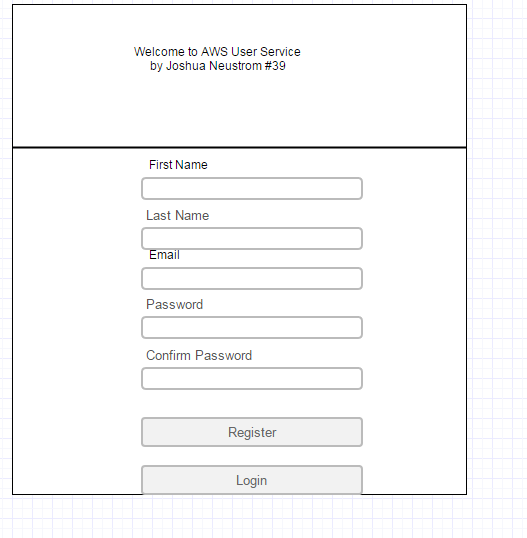 Welcome to AWS User Service
by Joshua Neustrom #39
First Name
Last Name
Email
Password
Confirm Password
Register
Login